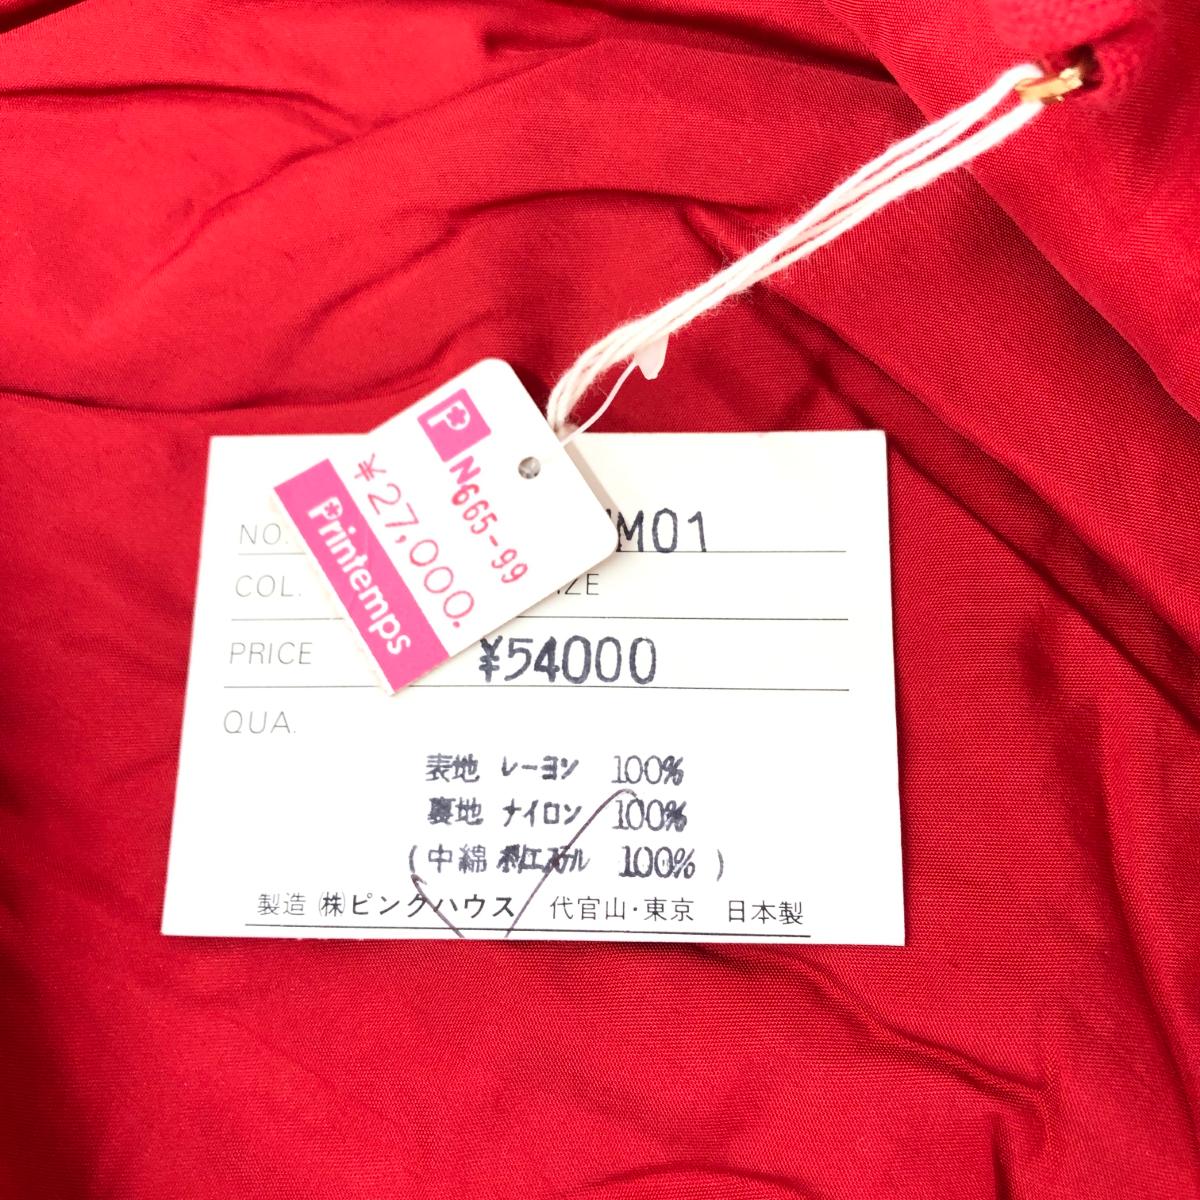 P N665-99
¥27,000.
Printemps
NO. M01
COL.
PRICE ¥54000
QUA.
表地 レーヨン 100%
裏地 ナイロン 100%
(中綿 ポリエステル 100%)
製造 ㈱ピンクハウス 代官山・東京 日本製